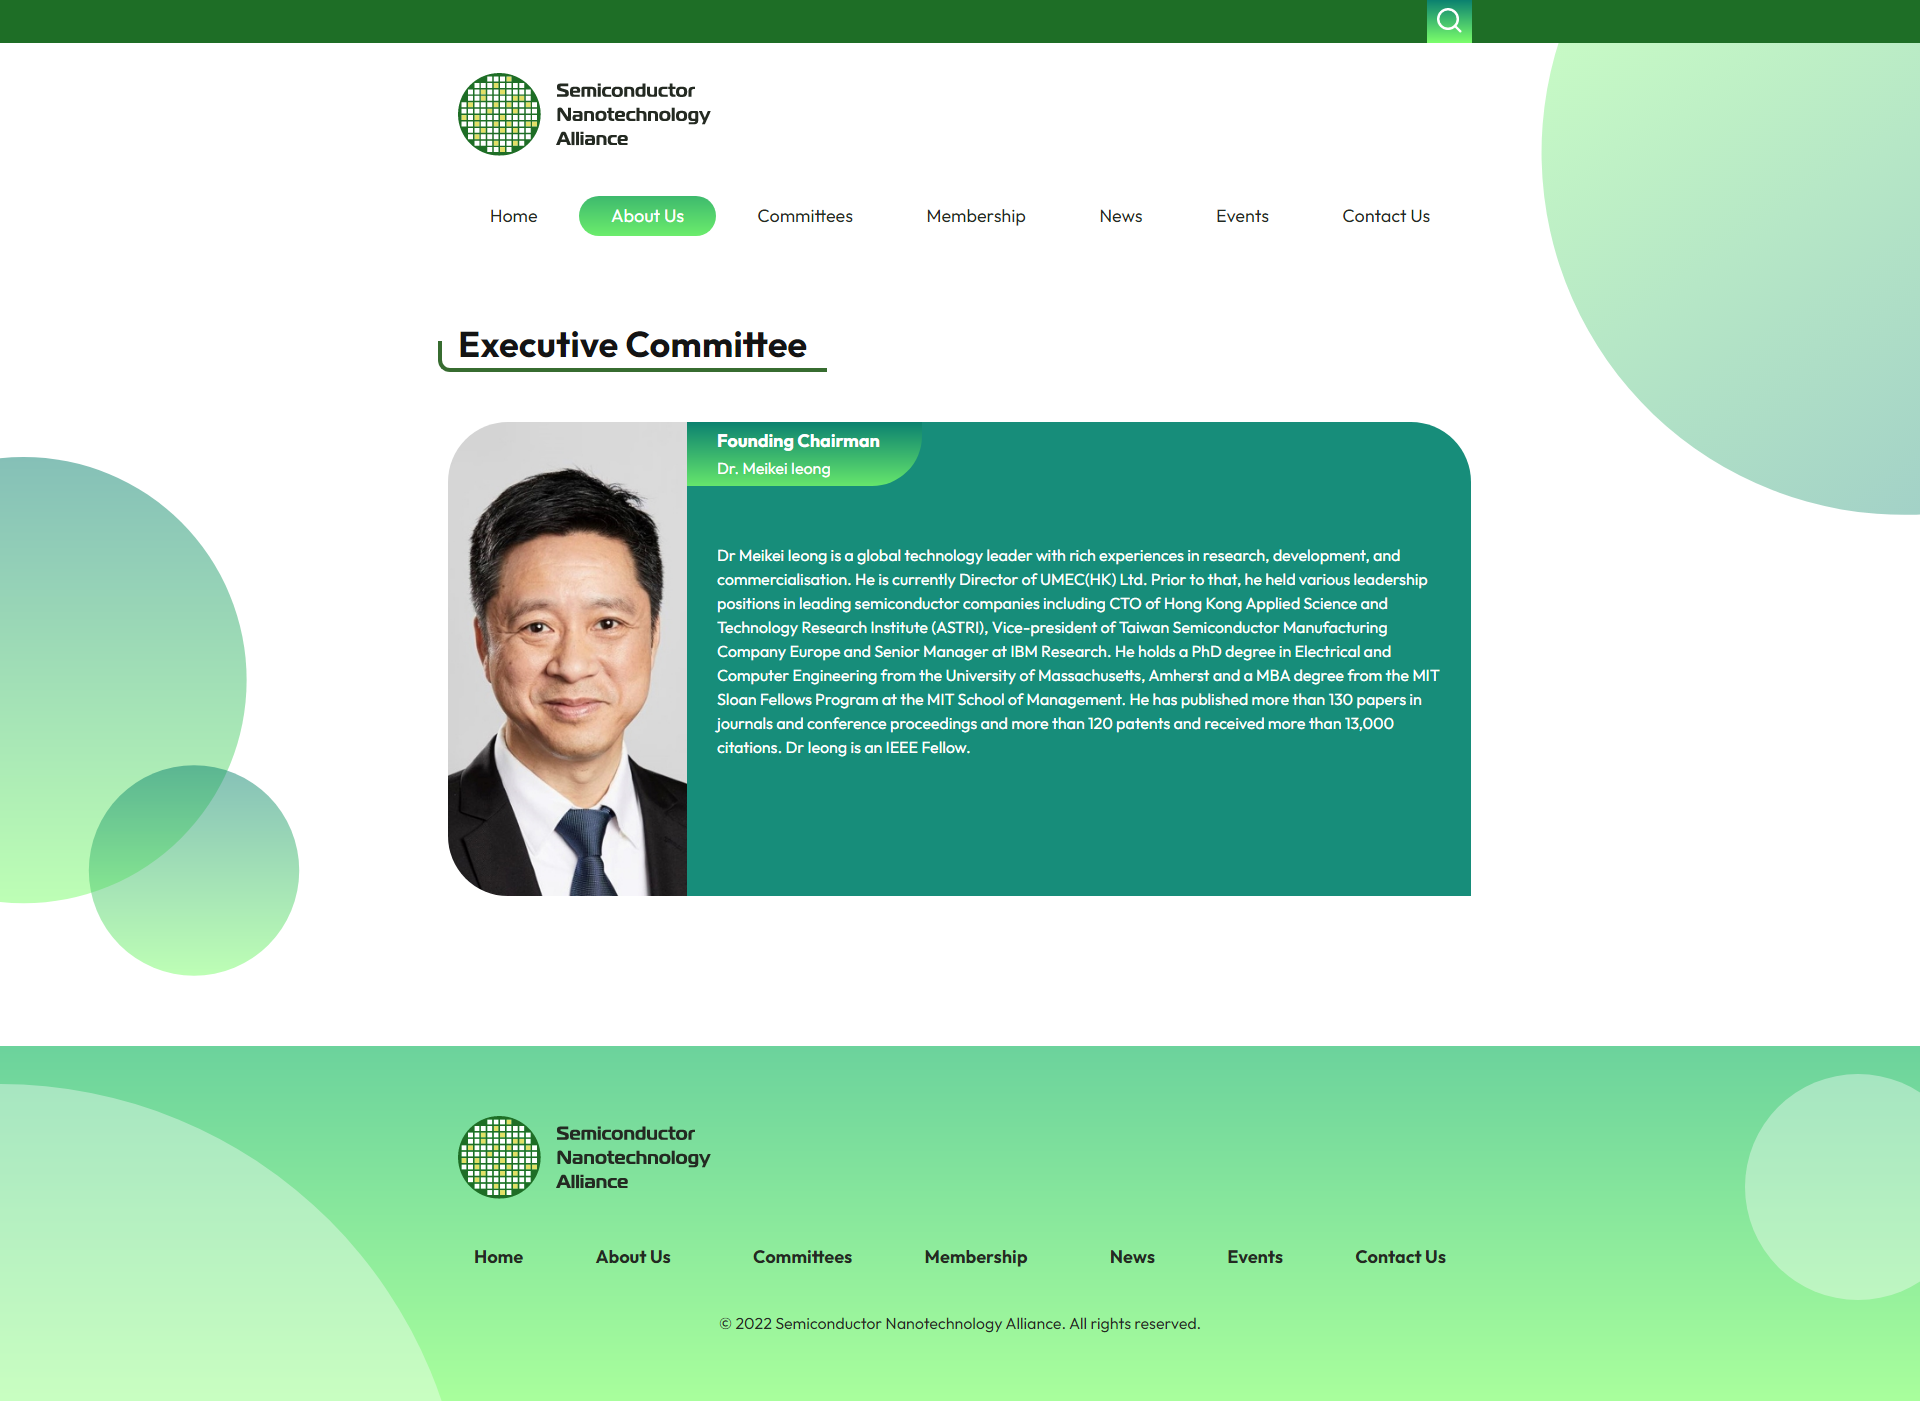 Semiconductor
Nanotechnology
Alliance
Home About Us Committees Membership News Events Contact Us
Executive Committee
Founding Chairman
Dr. Meikei Ieong
Dr Meikei Ieong is a global technology leader with rich experiences in research, development, and
commercialisation. He is currently Director of UMEC(HK) Ltd. Prior to that, he held various leadership
positions in leading semiconductor companies including CTO of Hong Kong Applied Science and
Technology Research Institute (ASTRI), Vice-president of Taiwan Semiconductor Manufacturing
Company Europe and Senior Manager at IBM Research. He holds a PhD degree in Electrical and
Computer Engineering from the University of Massachusetts, Amherst and a MBA degree from the MIT
Sloan Fellows Program at the MIT School of Management. He has published more than 130 papers in
journals and conference proceedings and more than 120 patents and received more than 13,000
citations. Dr Ieong is an IEEE Fellow.
Semiconductor
Nanotechnology
Alliance
Home About Us Committees Membership News Events Contact Us
© 2022 Semiconductor Nanotechnology Alliance. All rights reserved.